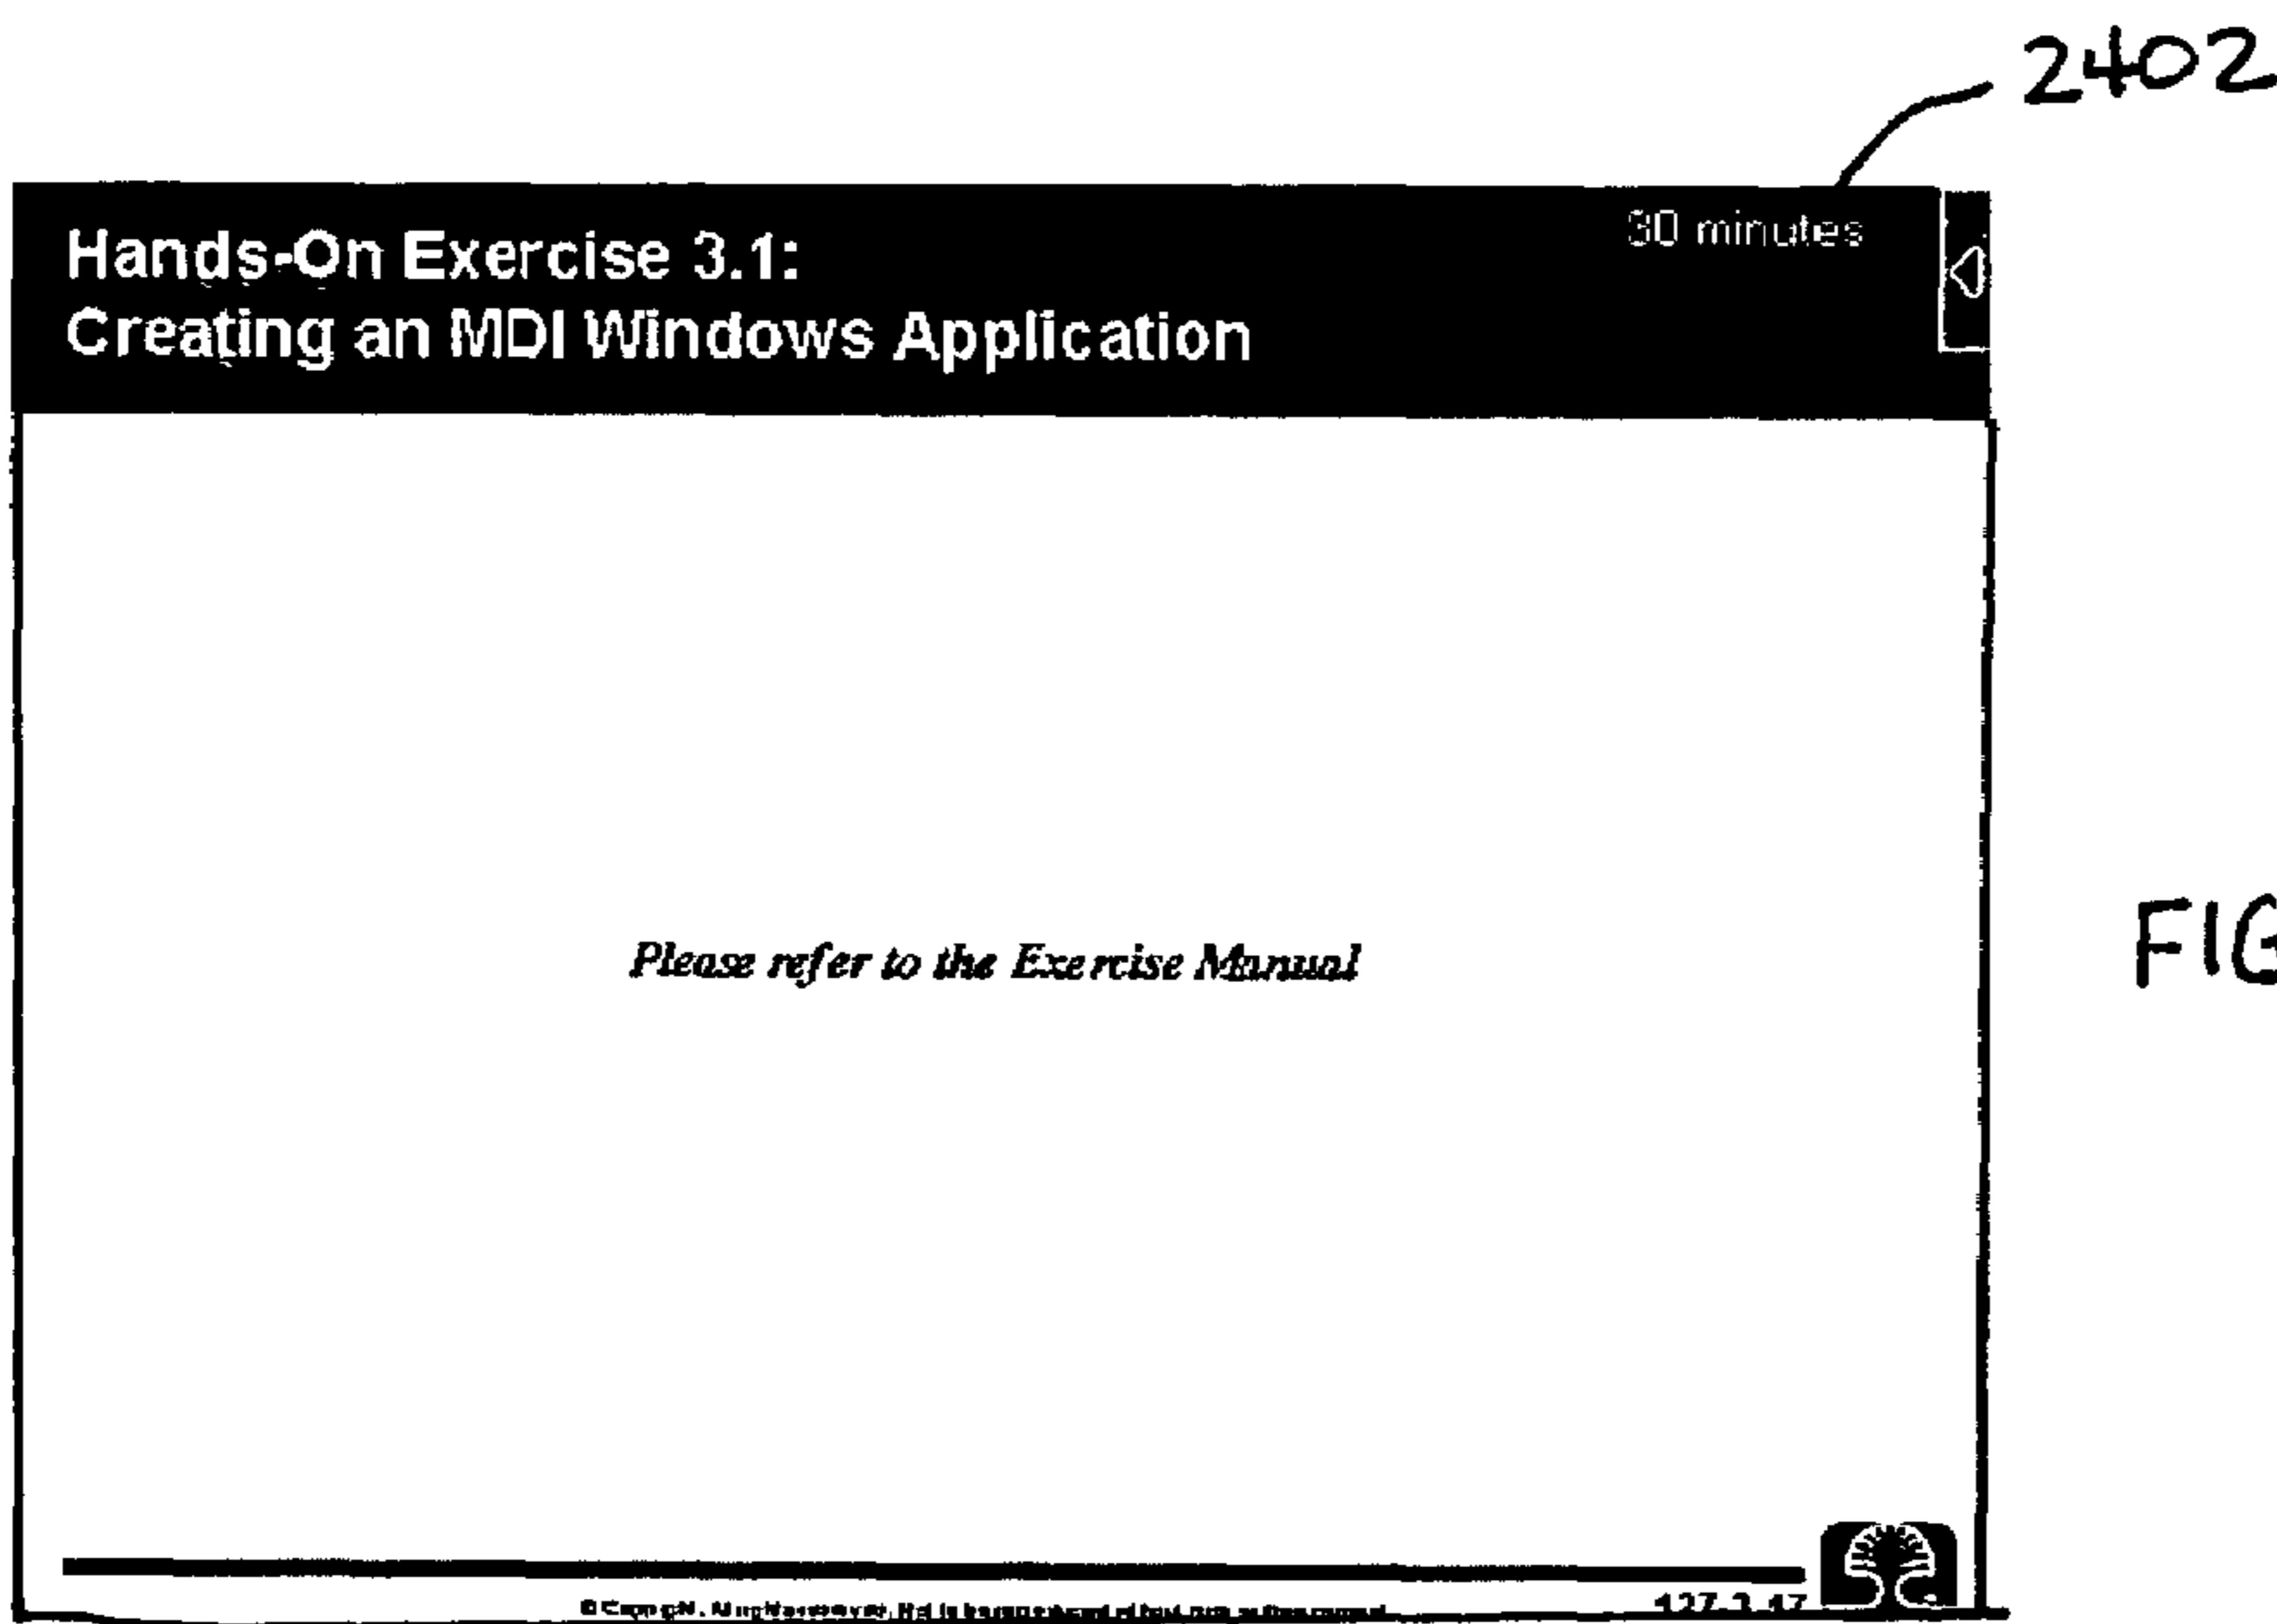 2402
30 minutes
Hands-On Exercise 3.1:
Creating an MDI Windows Application
Please refer to the Exercise Manual
FIG